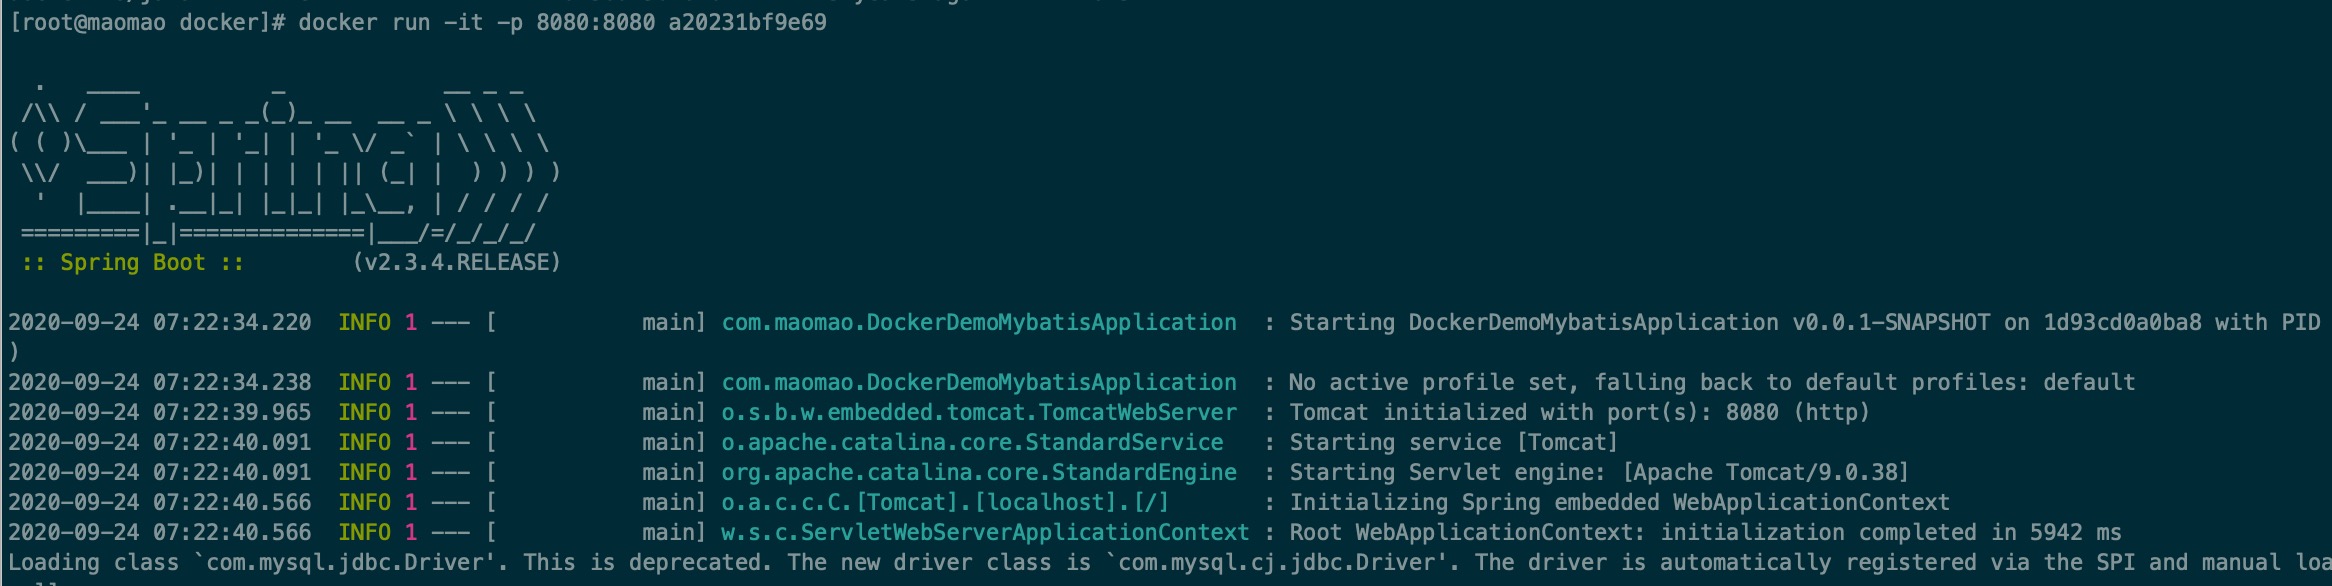 [root@maomao docker]# docker run -it -p 8080:8080 a20231bf9e69
  .   ____          _            __ _ _
 /\\ / ___'_ __ _ _(_)_ __  __ _ \ \ \ \
( ( )\___ | '_ | '_| | '_ \/ _` | \ \ \ \
 \\/  ___)| |_)| | | | | || (_| |  ) ) ) )
  '  |____| .__|_| |_|_| |_\__, | / / / /
 =========|_|==============|___/=/_/_/_/
 :: Spring Boot ::        (v2.3.4.RELEASE)
2020-09-24 07:22:34.220  INFO 1 --- [           main] com.maomao.DockerDemoMybatisApplication  : Starting DockerDemoMybatisApplication v0.0.1-SNAPSHOT on 1d93cd0a0ba8 with PID
)
2020-09-24 07:22:34.238  INFO 1 --- [           main] com.maomao.DockerDemoMybatisApplication  : No active profile set, falling back to default profiles: default
2020-09-24 07:22:39.965  INFO 1 --- [           main] o.s.b.w.embedded.tomcat.TomcatWebServer  : Tomcat initialized with port(s): 8080 (http)
2020-09-24 07:22:40.091  INFO 1 --- [           main] o.apache.catalina.core.StandardService   : Starting service [Tomcat]
2020-09-24 07:22:40.091  INFO 1 --- [           main] org.apache.catalina.core.StandardEngine  : Starting Servlet engine: [Apache Tomcat/9.0.38]
2020-09-24 07:22:40.566  INFO 1 --- [           main] o.a.c.c.C.[Tomcat].[localhost].[/]       : Initializing Spring embedded WebApplicationContext
2020-09-24 07:22:40.566  INFO 1 --- [           main] w.s.c.ServletWebServerApplicationContext : Root WebApplicationContext: initialization completed in 5942 ms
Loading class `com.mysql.jdbc.Driver'. This is deprecated. The new driver class is `com.mysql.cj.jdbc.Driver'. The driver is automatically registered via the SPI and manual loa